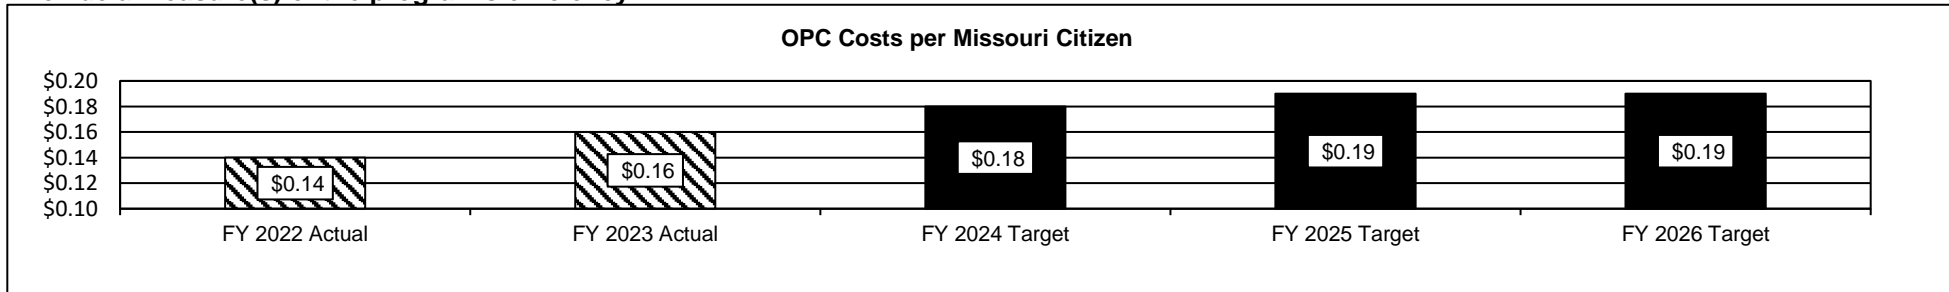 OPC Costs per Missouri Citizen
$0.20
$0.18
$0.16
$0.14
$0.12
$0.10
$0.14
$0.16
$0.18
$0.19
$0.19
FY 2022 Actual
FY 2023 Actual
FY 2024 Target
FY 2025 Target
FY 2026 Target